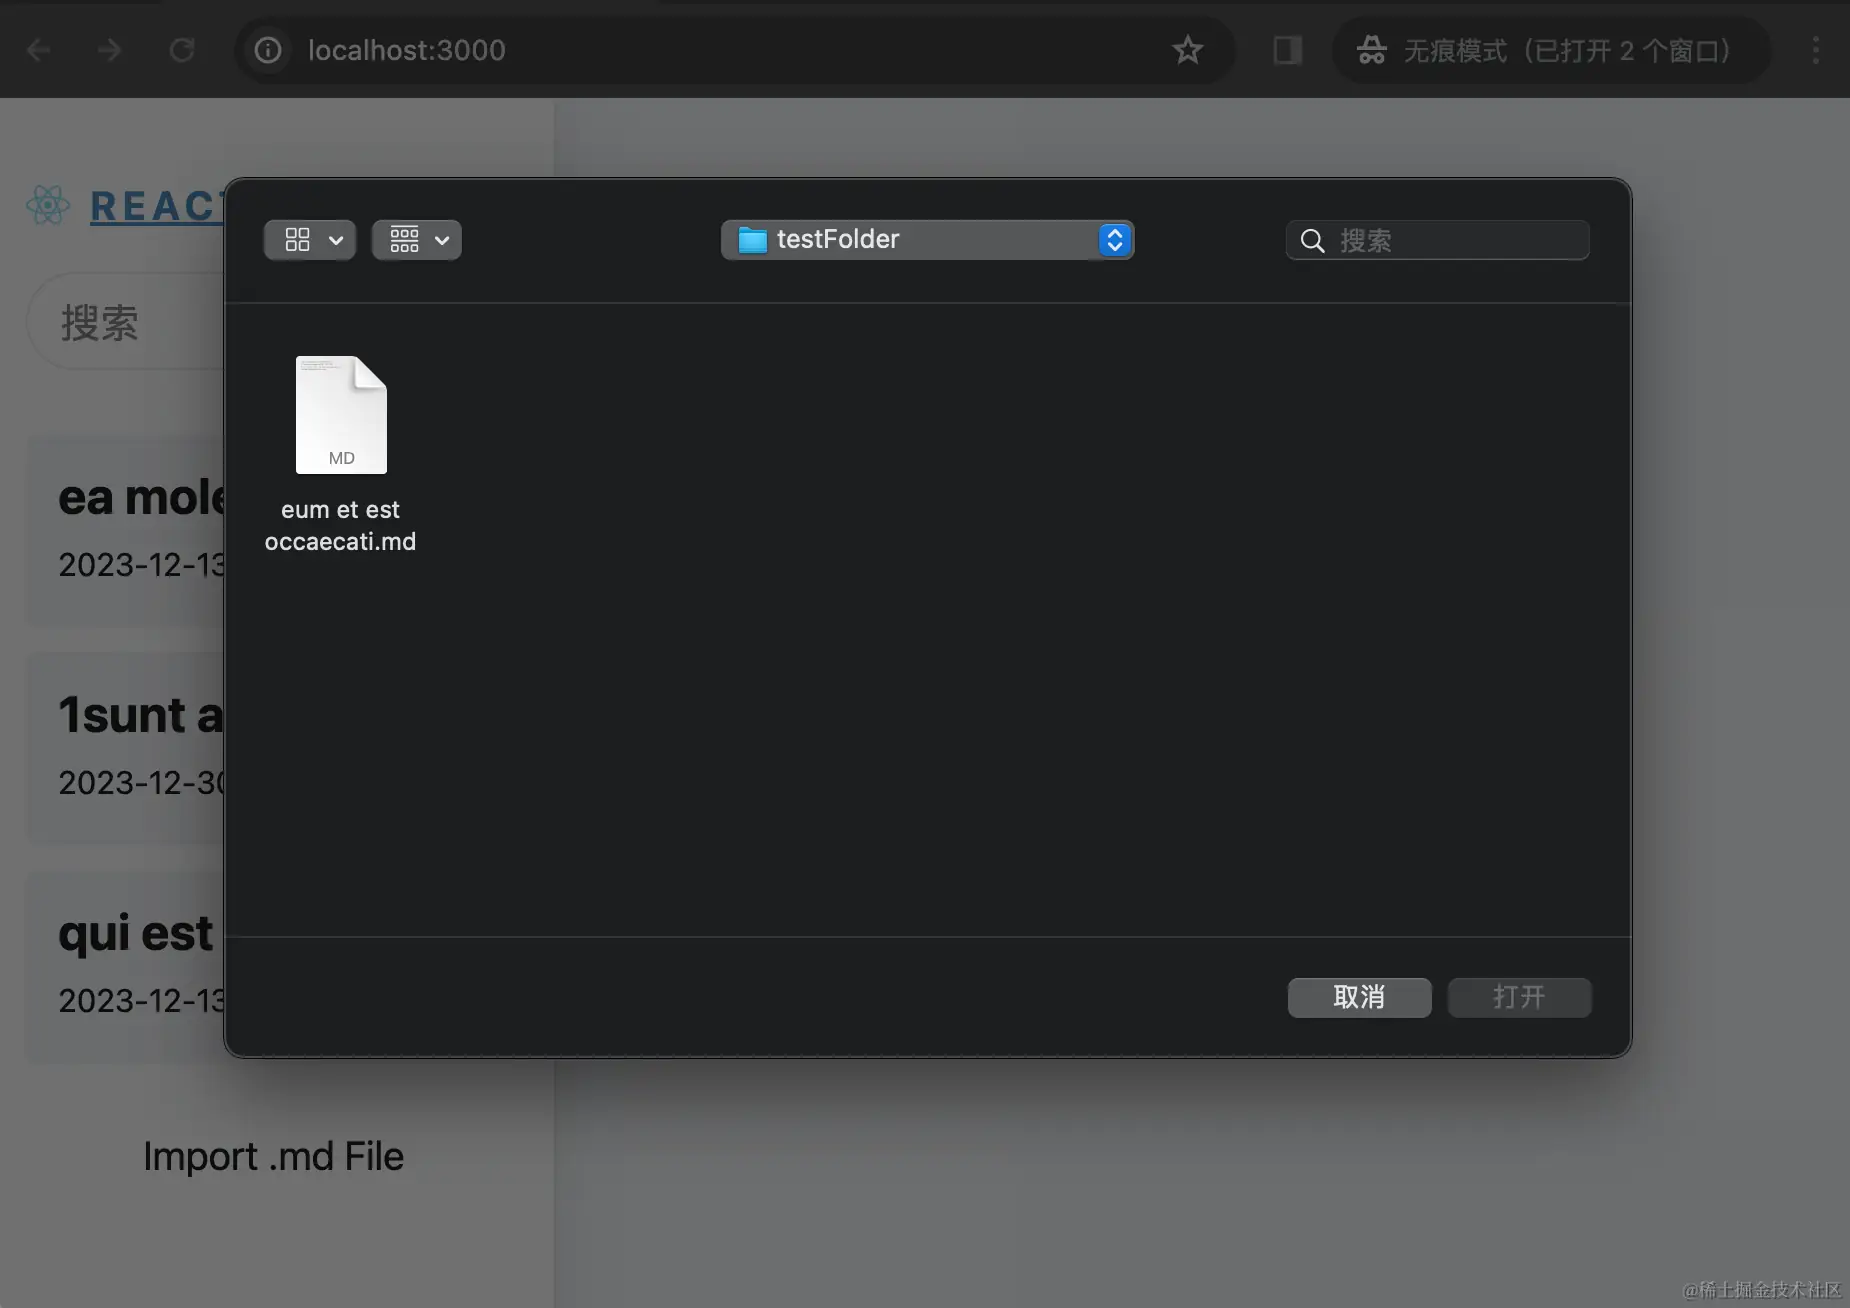 localhost:3000
无痕模式（已打开 2 个窗口）
REACT
搜索
ea mole
2023-12-13
1sunt a
2023-12-30
qui est
2023-12-13
Import .md File
testFolder
搜索
MD
eum et est
occaecati.md
取消
打开
@稀土掘金技术社区